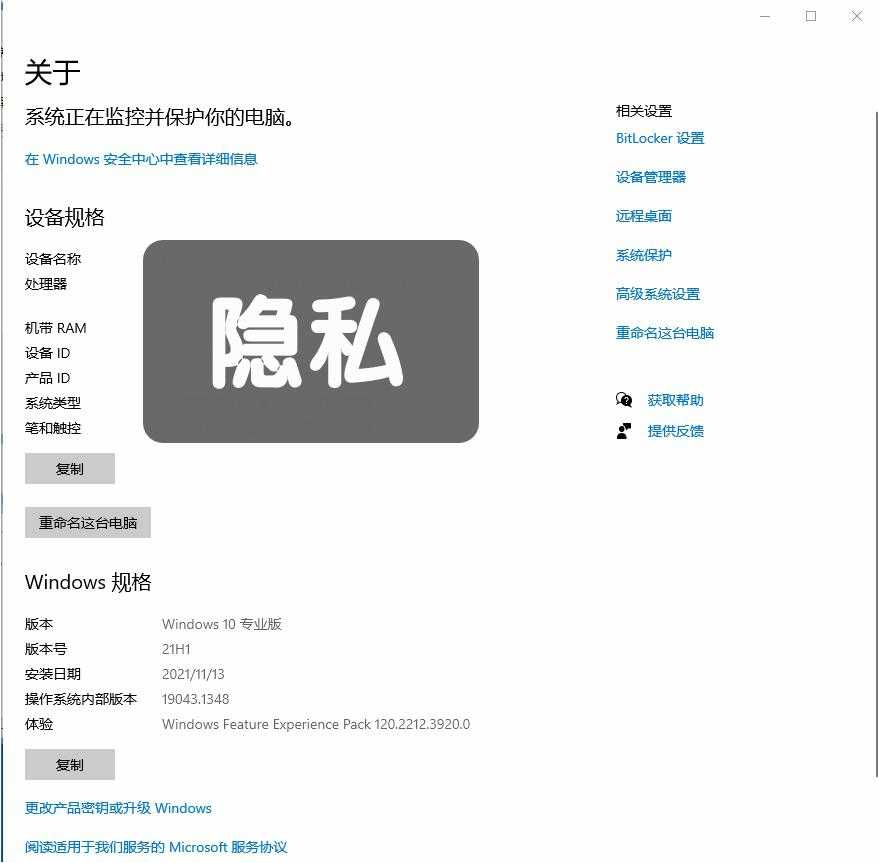 关于
系统正在监控并保护你的电脑。
在 Windows 安全中心中查看详细信息
设备规格
设备名称
处理器
机带 RAM
设备 ID
产品 ID
系统类型
笔和触控
隐私
复制
重命名这台电脑
Windows 规格
版本 Windows 10 专业版
版本号 21H1
安装日期 2021/11/13
操作系统内部版本 19043.1348
体验 Windows Feature Experience Pack 120.2212.3920.0
复制
更改产品密钥或升级 Windows
阅读适用于我们服务的 Microsoft 服务协议
相关设置
BitLocker 设置
设备管理器
远程桌面
系统保护
高级系统设置
重命名这台电脑
获取帮助
提供反馈